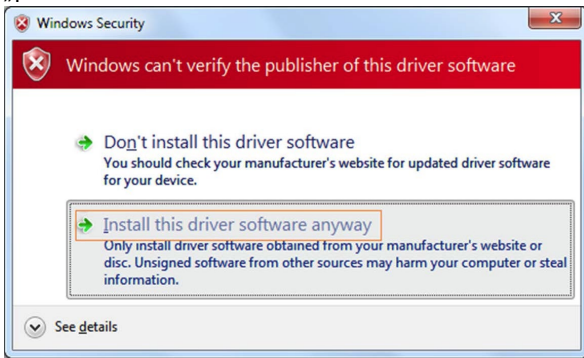 Windows Security
Windows can't verify the publisher of this driver software
Don't install this driver software
You should check your manufacturer's website for updated driver software
for your device.
Install this driver software anyway
Only install driver software obtained from your manufacturer's website or
disc. Unsigned software from other sources may harm your computer or steal
information.
See details